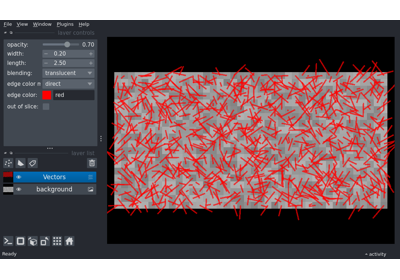 File View Window Plugins Help
layer controls
opacity: 0.70
width: - 0.20 +
length: - 2.50 +
blending: translucent
edge color m direct
edge color: red
out of slice:
layer list
Vectors
background
Ready
activity